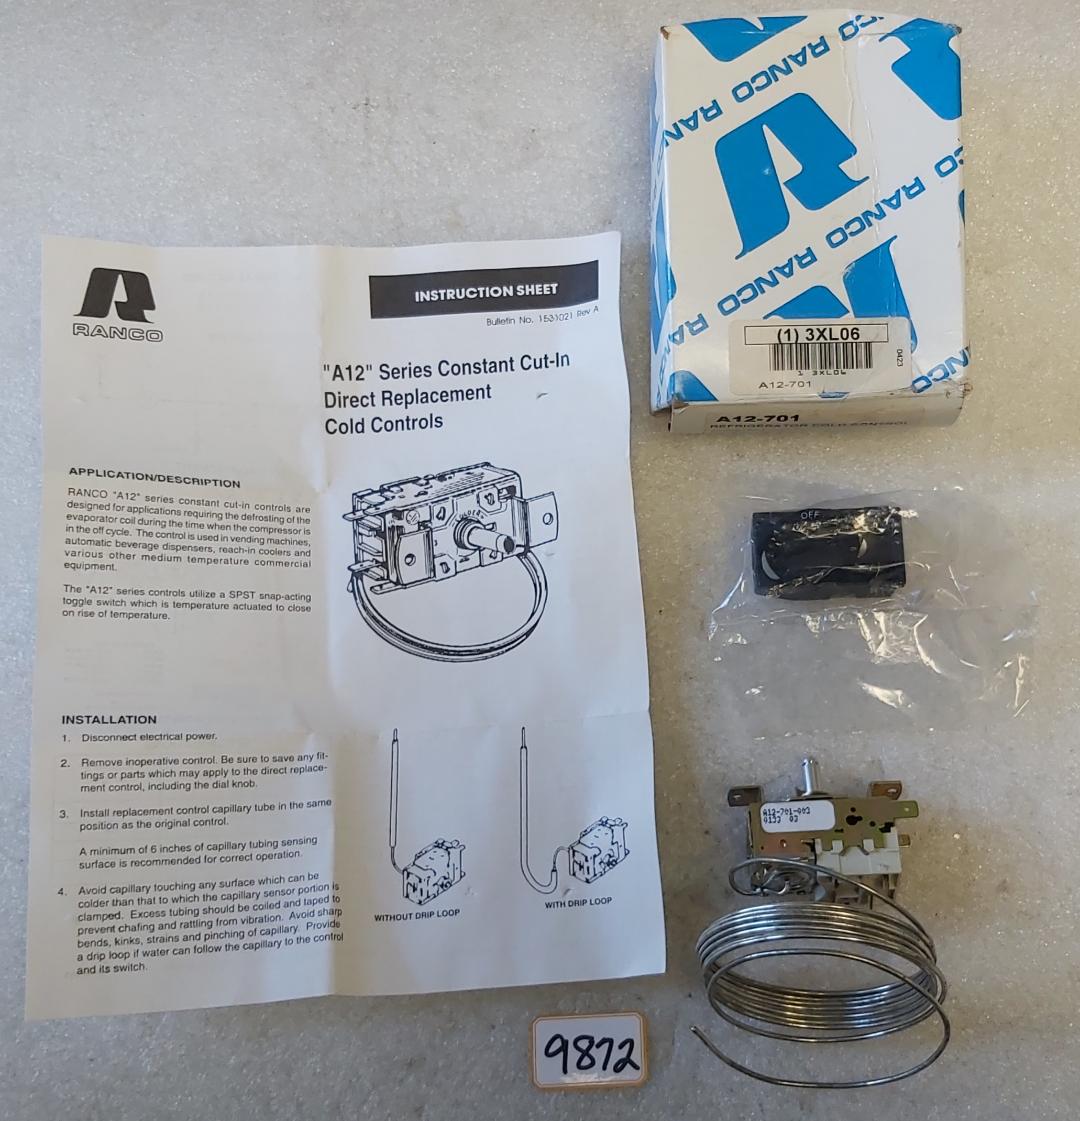 RANCO
INSTRUCTION SHEET
Bulletin No. 1531021 Rev A
"A12" Series Constant Cut-In
Direct Replacement
Cold Controls
APPLICATION/DESCRIPTION
RANCO "A12" series constant cut-in controls are
designed for applications requiring the defrosting of the
evaporator coil during the time when the compressor is
in the off cycle. The control is used in vending machines,
automatic beverage dispensers, reach-in coolers and
various other medium temperature commercial
equipment.
The "A12" series controls utilize a SPST snap-acting
toggle switch which is temperature actuated to close
on rise of temperature.
COLDER
INSTALLATION
1. Disconnect electrical power.
2. Remove inoperative control. Be sure to save any fit-
tings or parts which may apply to the direct replace-
ment control, including the dial knob.
3. Install replacement control capillary tube in the same
position as the original control.
A minimum of 6 inches of capillary tubing sensing
surface is recommended for correct operation.
4. Avoid capillary touching any surface which can be
colder than that to which the capillary sensor portion is
clamped. Excess tubing should be coiled and taped to
prevent chafing and rattling from vibration. Avoid sharp
bends, kinks, strains and pinching of capillary. Provide
a drip loop if water can follow the capillary to the control
and its switch.
WITHOUT DRIP LOOP
WITH DRIP LOOP
RANCO RANCO
RANCO RANCO RANCO
RANCO
(1) 3XL06
1 3XL06
0423
A12-701
A12-701
REFRIGERATOR COLD CONTROL
OFF
A12-701-003
0133 03
9872